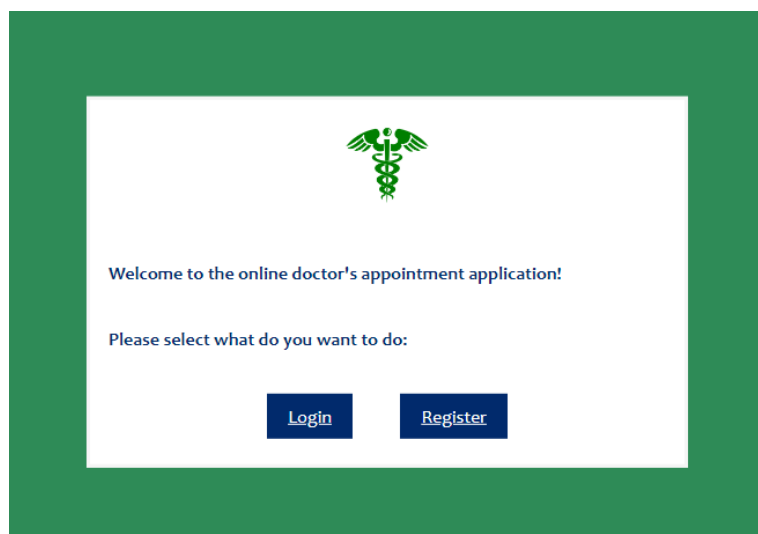 Welcome to the online doctor's appointment application!
Please select what do you want to do:
Login
Register